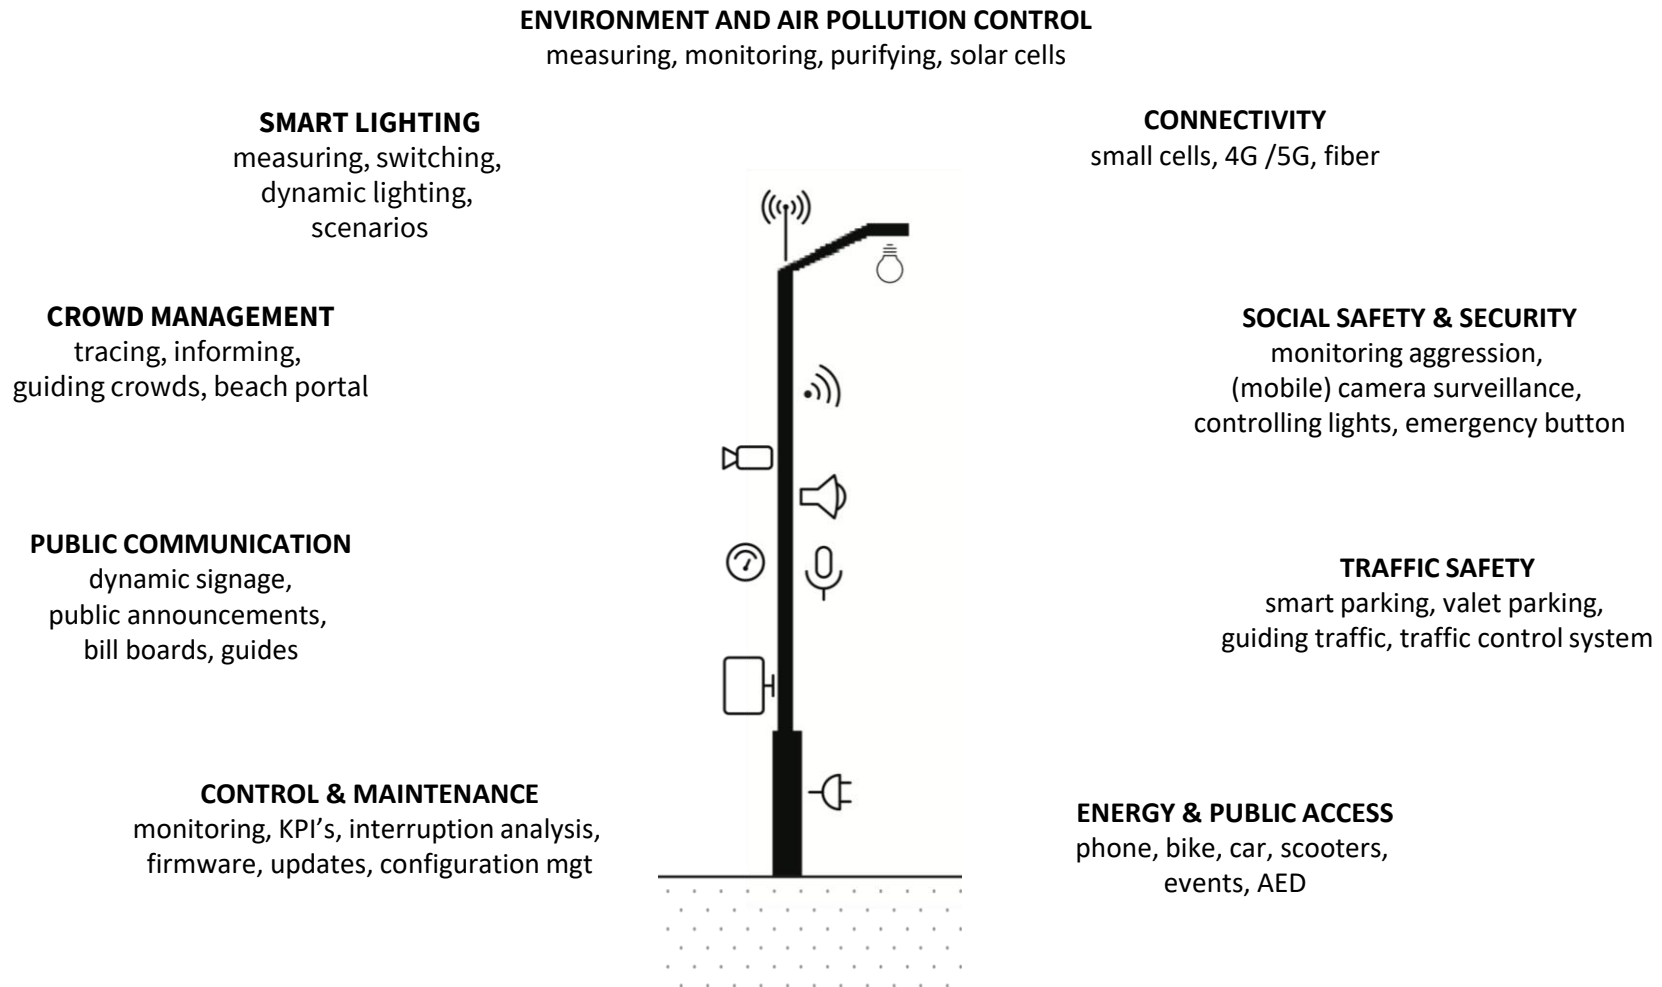 ENVIRONMENT AND AIR POLLUTION CONTROL
measuring, monitoring, purifying, solar cells
SMART LIGHTING
measuring, switching,
dynamic lighting,
scenarios
CONNECTIVITY
small cells, 4G /5G, fiber
CROWD MANAGEMENT
tracing, informing,
guiding crowds, beach portal
SOCIAL SAFETY & SECURITY
monitoring aggression,
(mobile) camera surveillance,
controlling lights, emergency button
PUBLIC COMMUNICATION
dynamic signage,
public announcements,
bill boards, guides
TRAFFIC SAFETY
smart parking, valet parking,
guiding traffic, traffic control system
CONTROL & MAINTENANCE
monitoring, KPI’s, interruption analysis,
firmware, updates, configuration mgt
ENERGY & PUBLIC ACCESS
phone, bike, car, scooters,
events, AED